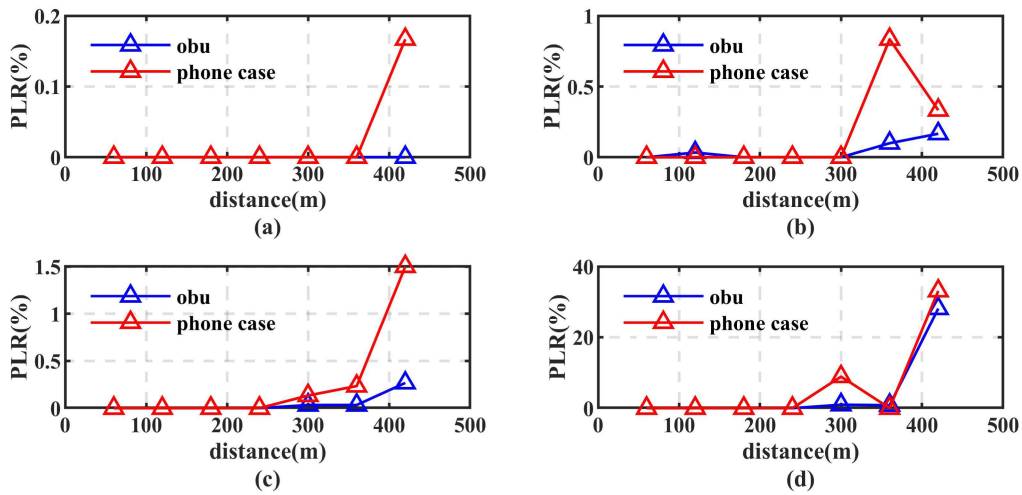 0.2
0.1
0
PLR(%)
obu
phone case
0 100 200 300 400 500
distance(m)
(a)
1
0.5
0
PLR(%)
obu
phone case
0 100 200 300 400 500
distance(m)
(b)
1.5
1
0.5
0
PLR(%)
obu
phone case
0 100 200 300 400 500
distance(m)
(c)
40
20
0
PLR(%)
obu
phone case
0 100 200 300 400 500
distance(m)
(d)